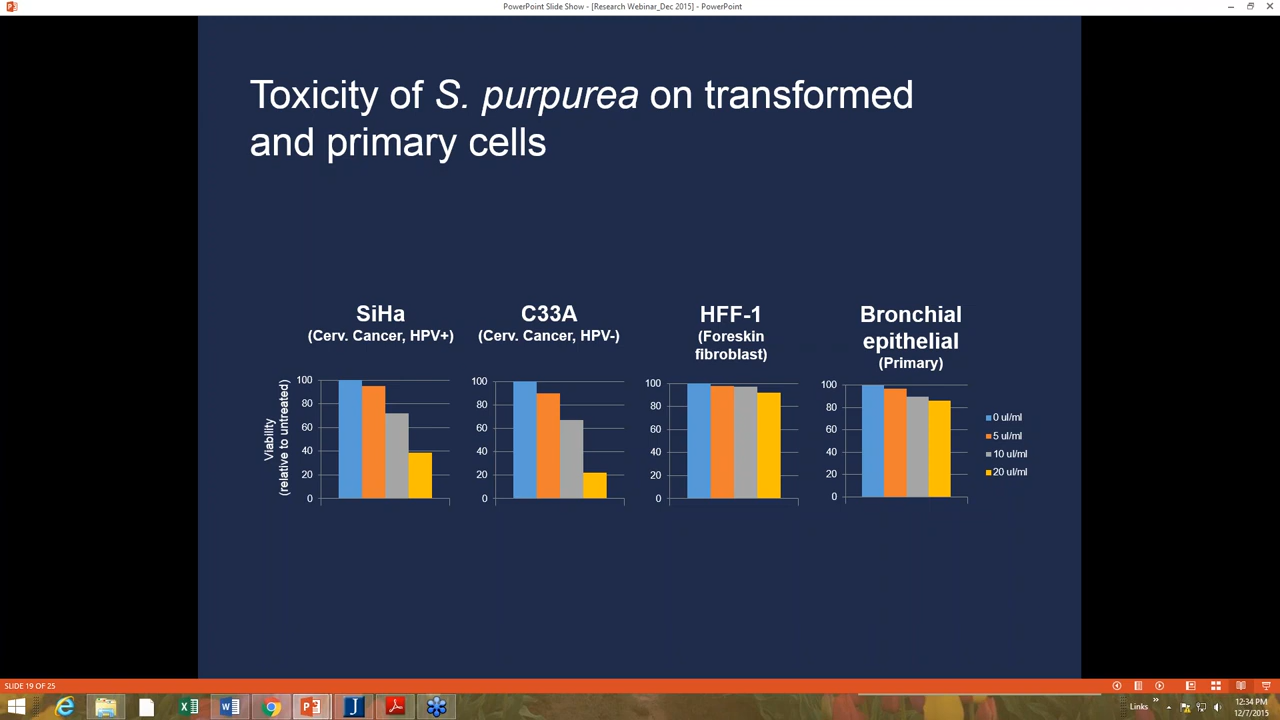 PowerPoint Slide Show - [Research Webinar_Dec 2015] - PowerPoint
Toxicity of S. purpurea on transformed
and primary cells
SiHa
(Cerv. Cancer, HPV+)
C33A
(Cerv. Cancer, HPV-)
HFF-1
(Foreskin
fibroblast)
Bronchial
epithelial
(Primary)
Viability
(relative to untreated)
100
80
60
40
20
0
100
80
60
40
20
0
100
80
60
40
20
0
100
80
60
40
20
0
0 ul/ml
5 ul/ml
10 ul/ml
20 ul/ml
SLIDE 19 OF 25
Links
12:34 PM
12/7/2015